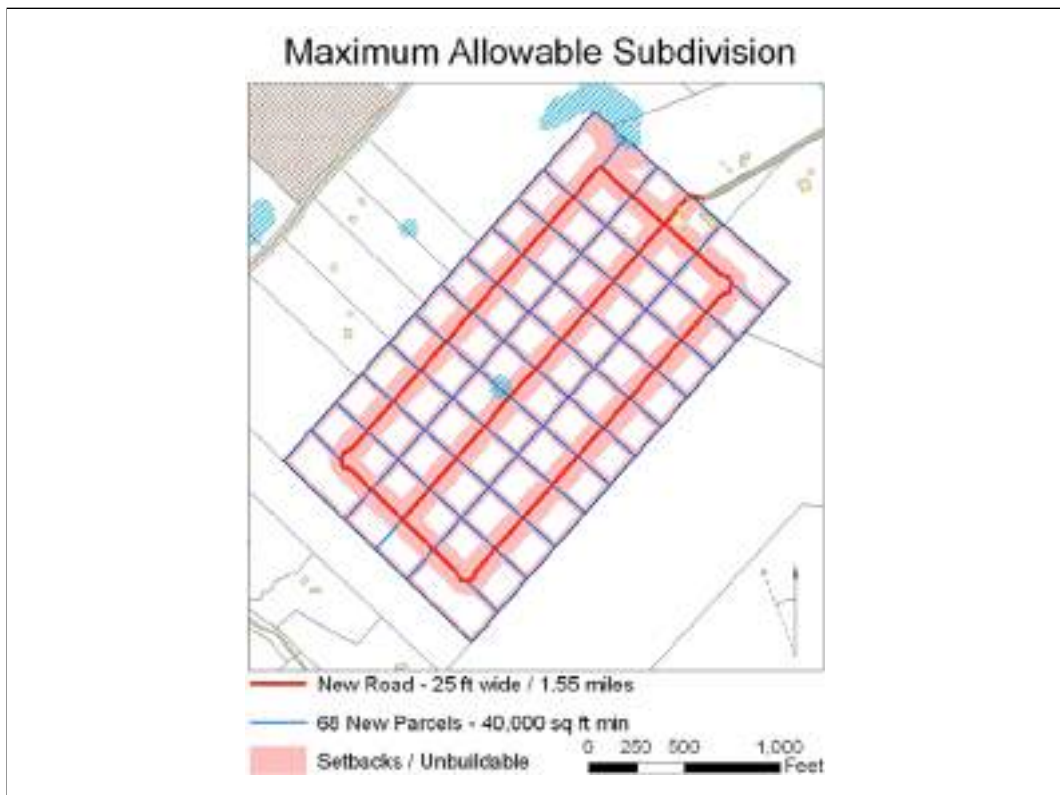 Maximum Allowable Subdivision
New Road - 25 ft wide / 1.55 miles
68 New Parcels - 40,000 sq ft min
Setbacks / Unbuildable
0 250 500 1,000
Feet